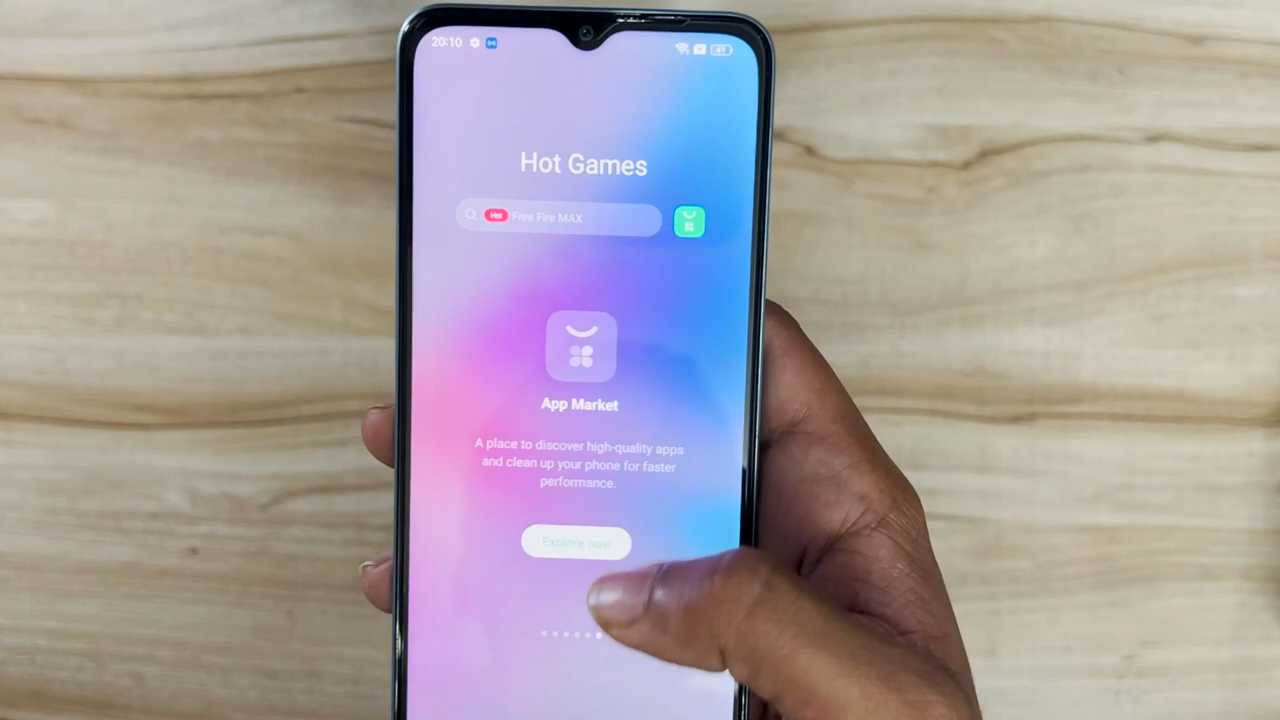 20:10
49
Hot Games
Hot Free Fire MAX
App Market
A place to discover high-quality apps
and clean up your phone for faster
performance.
Explore now